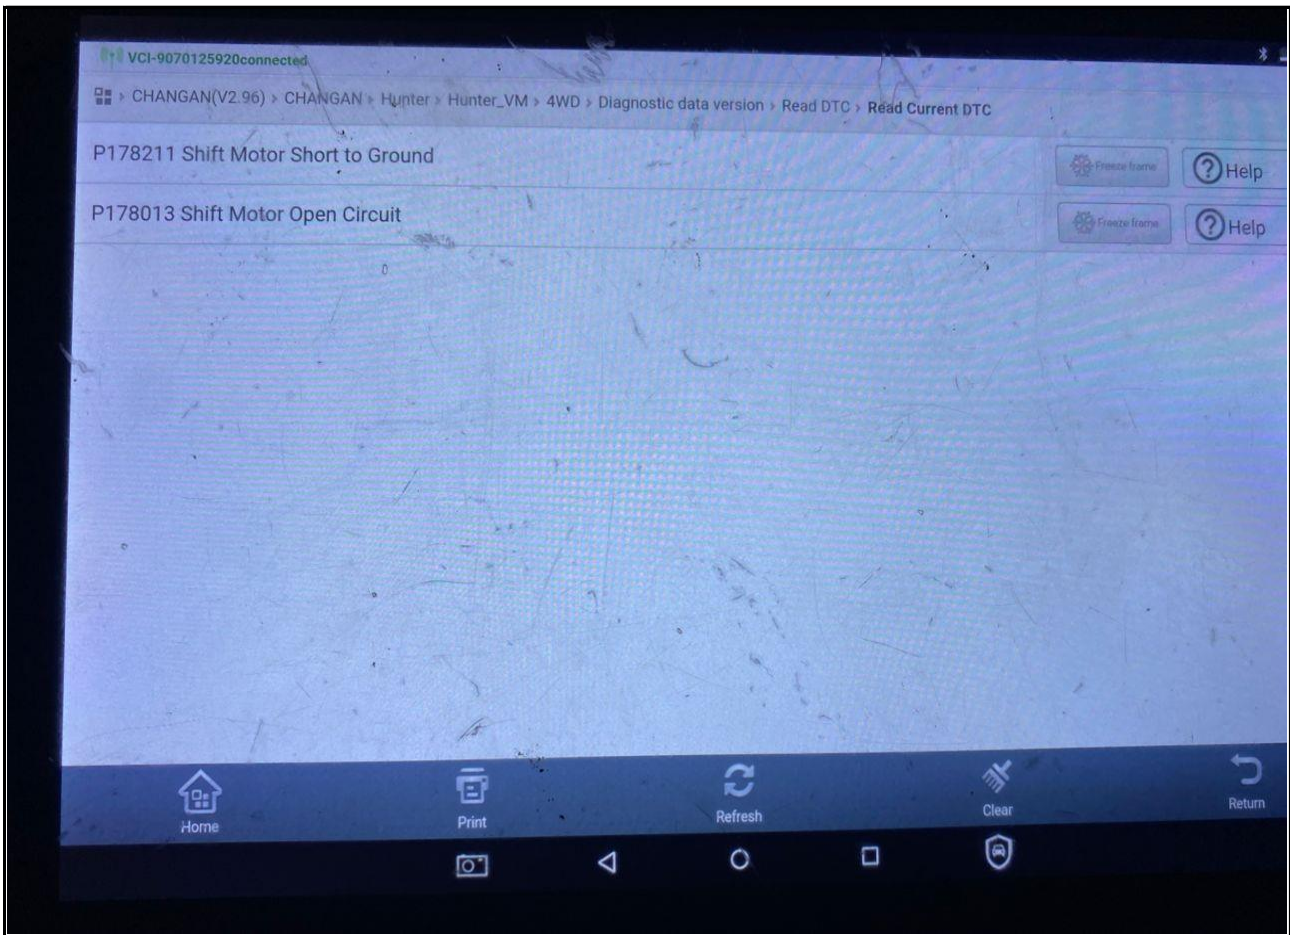 VCI-9070125920connected
CHANGAN(V2.96) › CHANGAN › Hunter › Hunter_VM › 4WD › Diagnostic data version › Read DTC › Read Current DTC
P178211 Shift Motor Short to Ground
Freeze frame
Help
P178013 Shift Motor Open Circuit
Freeze frame
Help
Home
Print
Refresh
Clear
Return